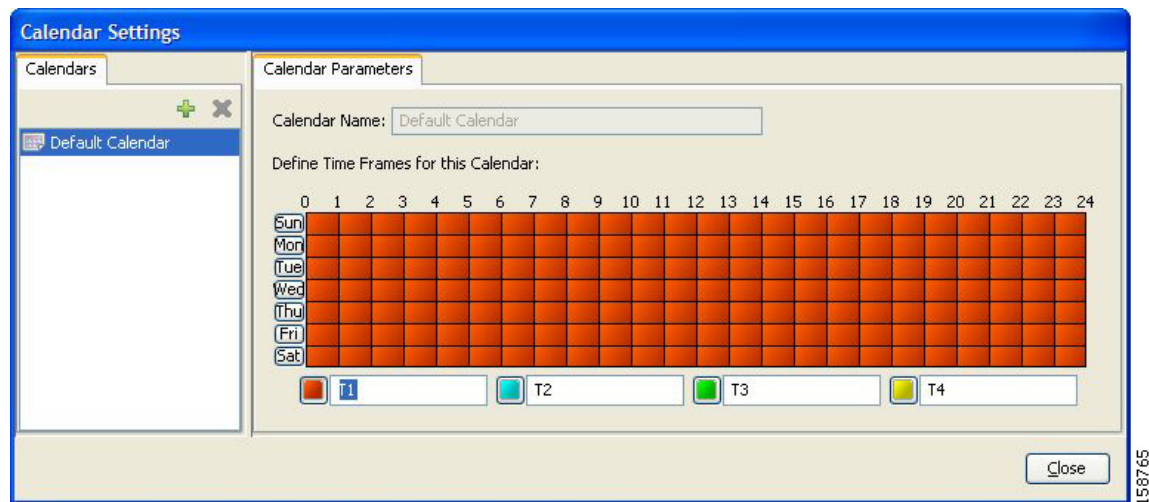 Calendar Settings
Calendars
Calendar Parameters
Default Calendar
Calendar Name: Default Calendar
Define Time Frames for this Calendar:
0 1 2 3 4 5 6 7 8 9 10 11 12 13 14 15 16 17 18 19 20 21 22 23 24
Sun
Mon
Tue
Wed
Thu
Fri
Sat
T1 T2 T3 T4
Close
158765